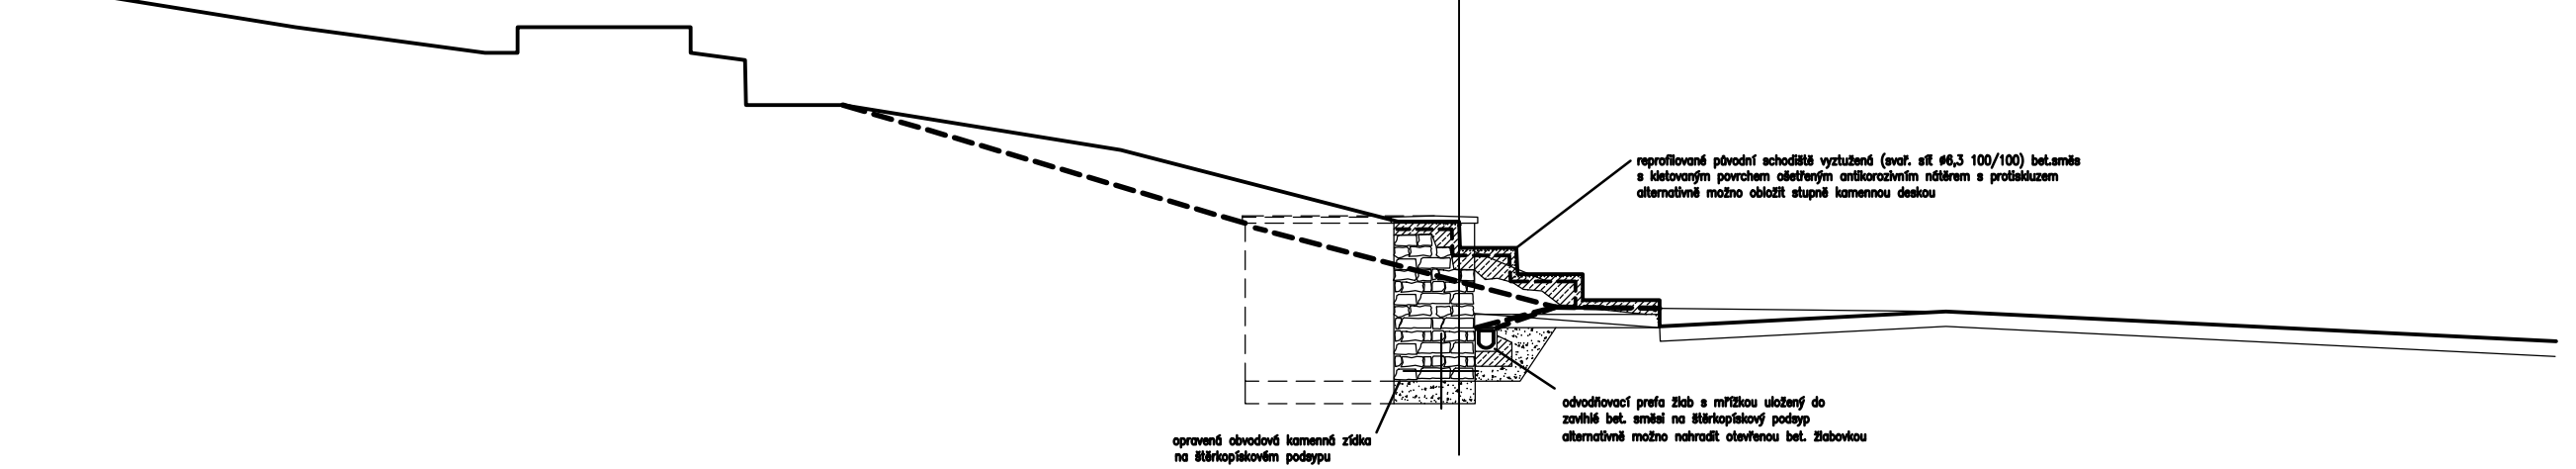 reprofilované původní schodiště vyztužená (svař. síť ø6,3 100/100) bet.směs
s kletovaným povrchem ošetřeným antikorozivním nátěrem s protiskluzem
alternativně možno obložit stupně kamennou deskou
odvodňovací prefa žlab s mřížkou uložený do
zavlhlé bet. směsi na štěrkopískový podsyp
alternativně možno nahradit otevřenou bet. žlabovkou
opravená obvodová kamenná zídka
na štěrkopískovém podsypu